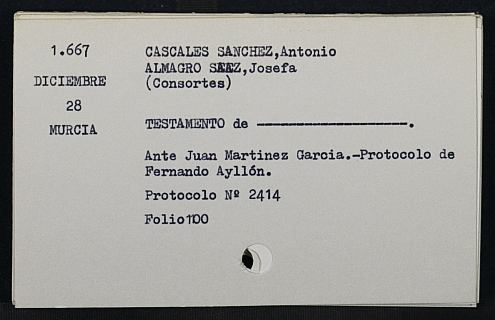 1.667
DICIEMBRE
28
MURCIA
CASCALES SANCHEZ,Antonio
ALMAGRO SAEZ,Josefa
(Consortes)
TESTAMENTO de ——————————.
Ante Juan Martinez Garcia.-Protocolo de
Fernando Ayllón.
Protocolo Nº 2414
Folio 1100